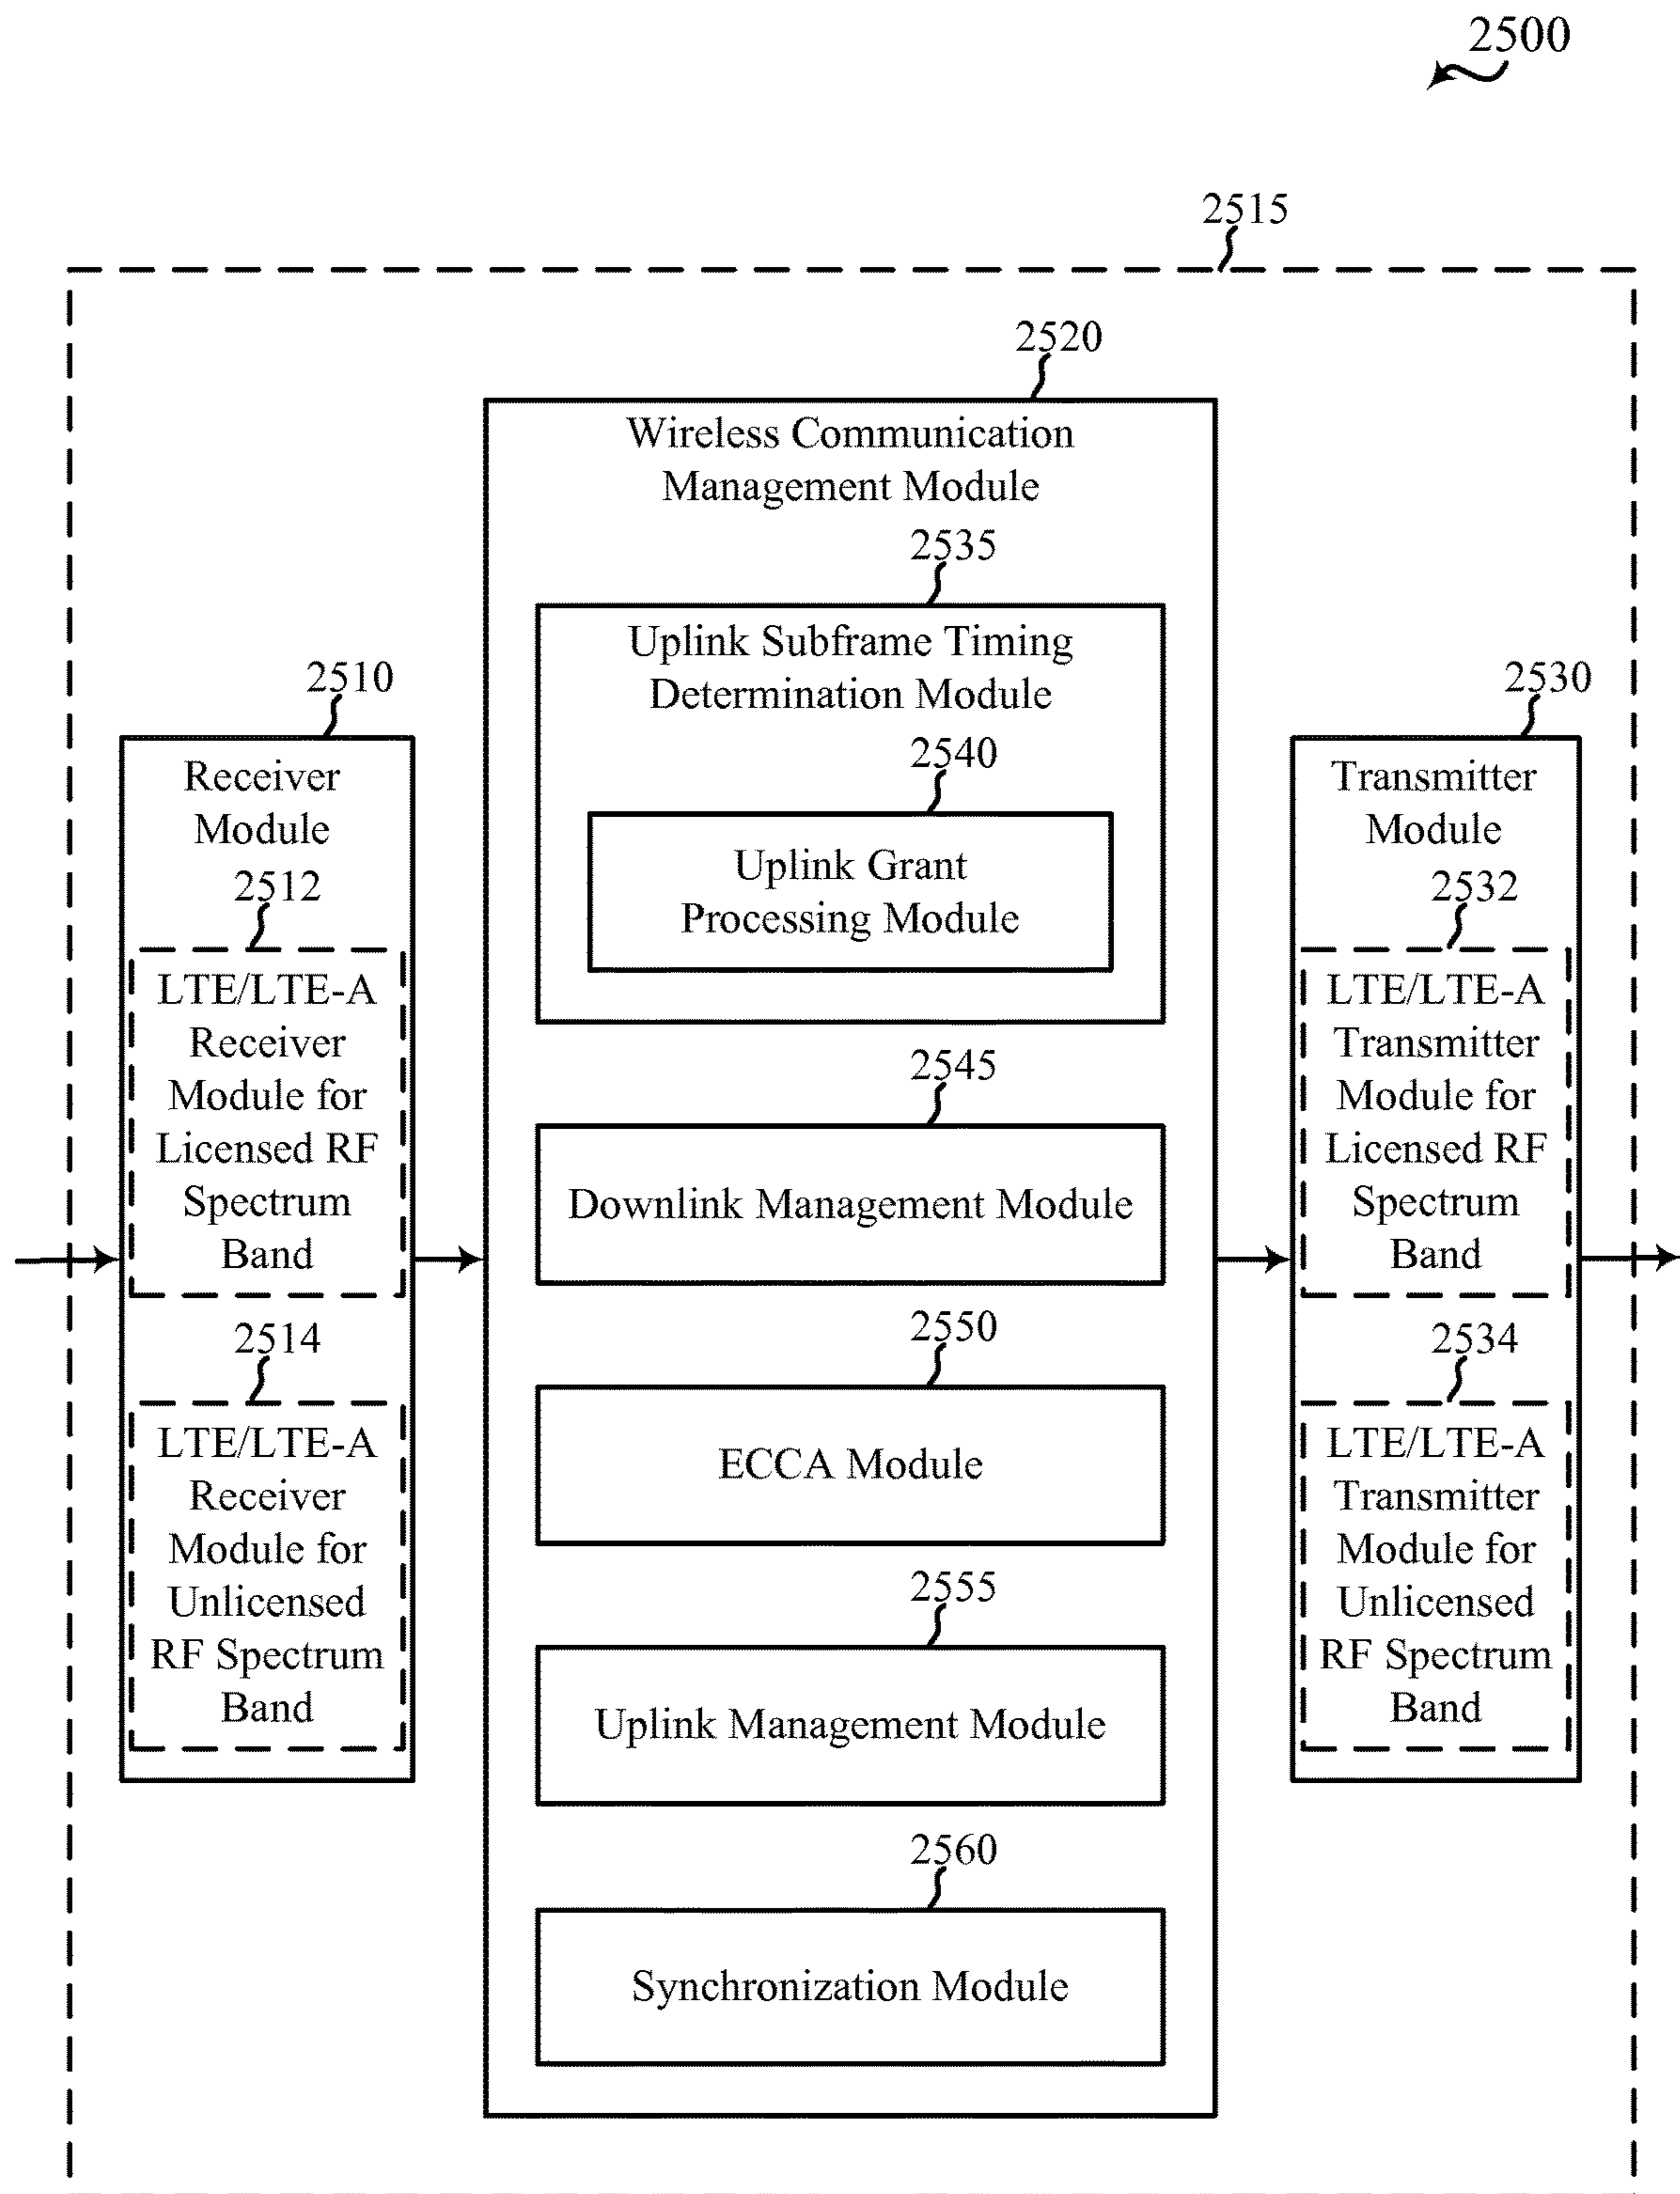 2500
2515
2520
Wireless Communication
Management Module
2535
Uplink Subframe Timing
Determination Module
2540
Uplink Grant
Processing Module
2545
Downlink Management Module
2550
ECCA Module
2555
Uplink Management Module
2560
Synchronization Module
2510
Receiver
Module
2512
LTE/LTE-A
Receiver
Module for
Licensed RF
Spectrum
Band
2514
LTE/LTE-A
Receiver
Module for
Unlicensed
RF Spectrum
Band
2530
Transmitter
Module
2532
LTE/LTE-A
Transmitter
Module for
Licensed RF
Spectrum
Band
2534
LTE/LTE-A
Transmitter
Module for
Unlicensed
RF Spectrum
Band